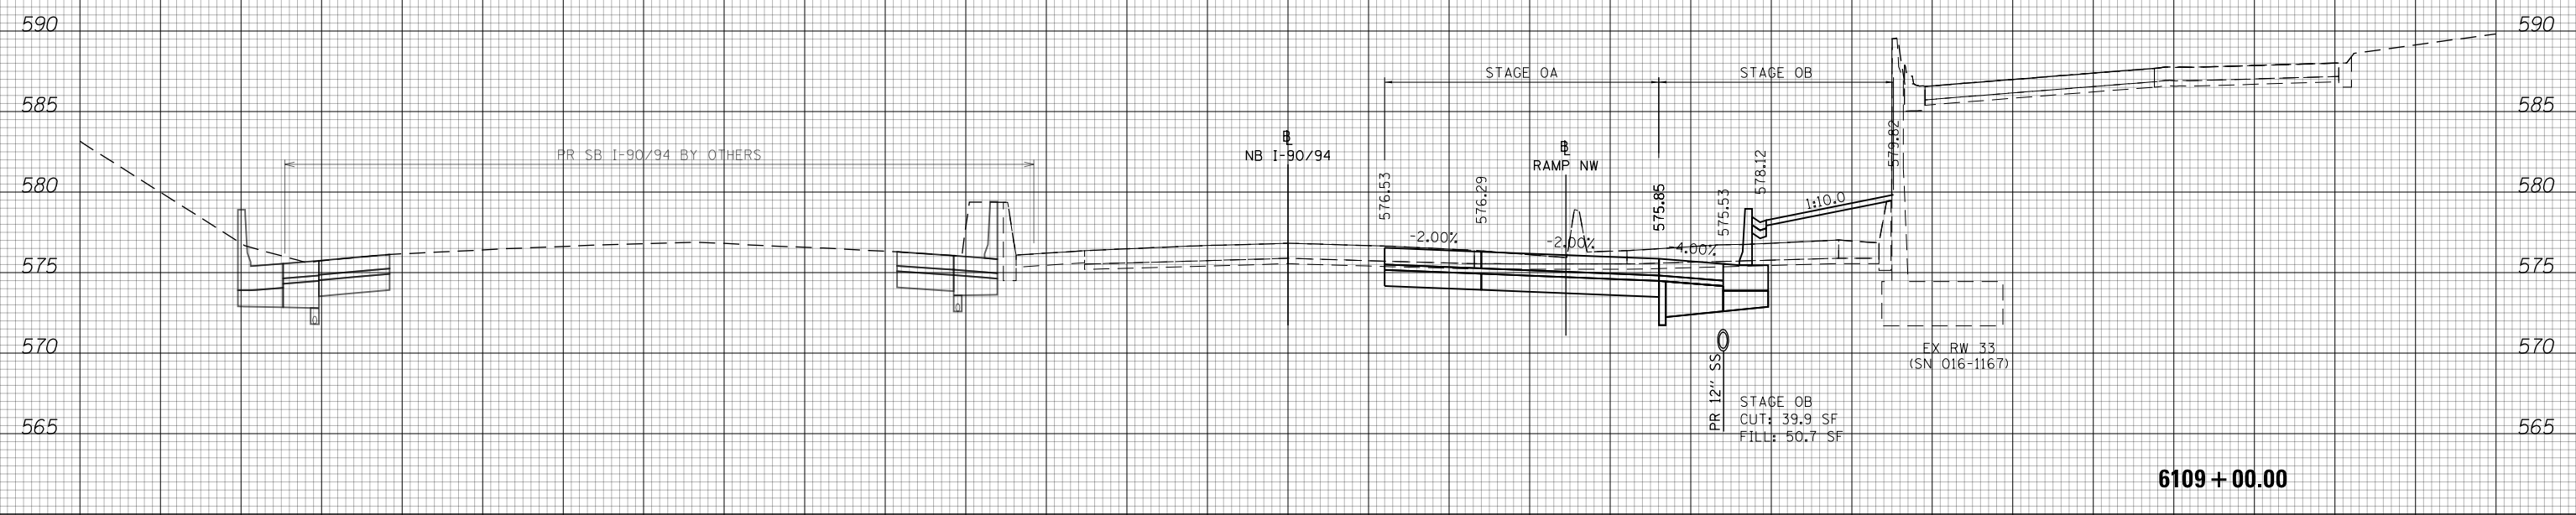 590
590
STAGE 0A
STAGE 0B
585
585
579.82
PR SB I-90/94 BY OTHERS
℄
NB I-90/94
℄
RAMP NW
578.12
580
580
576.53
576.29
575.85
575.53
1:10.0
-2.00%
-2.00%
-4.00%
575
575
570
EX RW 33
570
(SN 016-1167)
PR 12" SS
STAGE 0B
CUT: 39.9 SF
FILL: 50.7 SF
565
565
6109+00.00